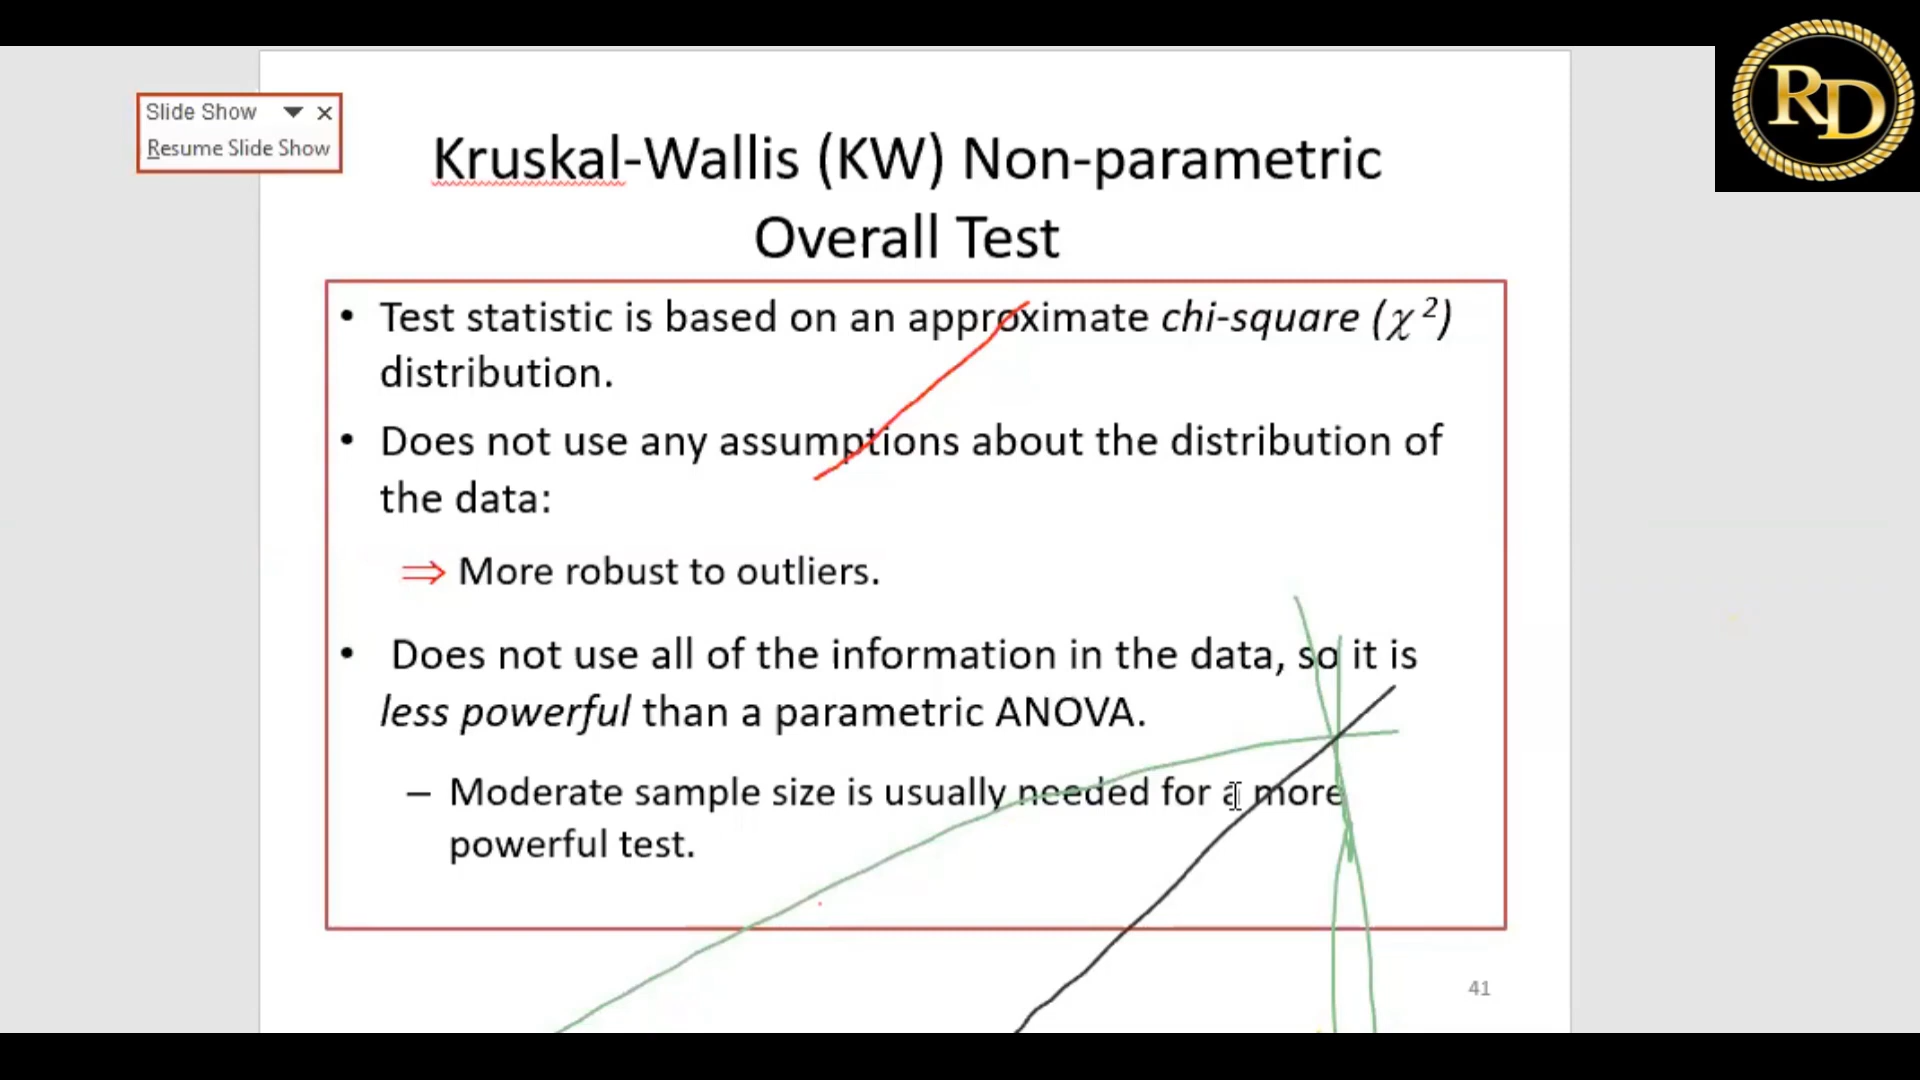 RD
Slide Show
Resume Slide Show
Kruskal-Wallis (KW) Non-parametric
Overall Test
• Test statistic is based on an approximate chi-square (χ²)
distribution.
• Does not use any assumptions about the distribution of
the data:
⇒ More robust to outliers.
• Does not use all of the information in the data, so it is
less powerful than a parametric ANOVA.
– Moderate sample size is usually needed for a more
powerful test.
41